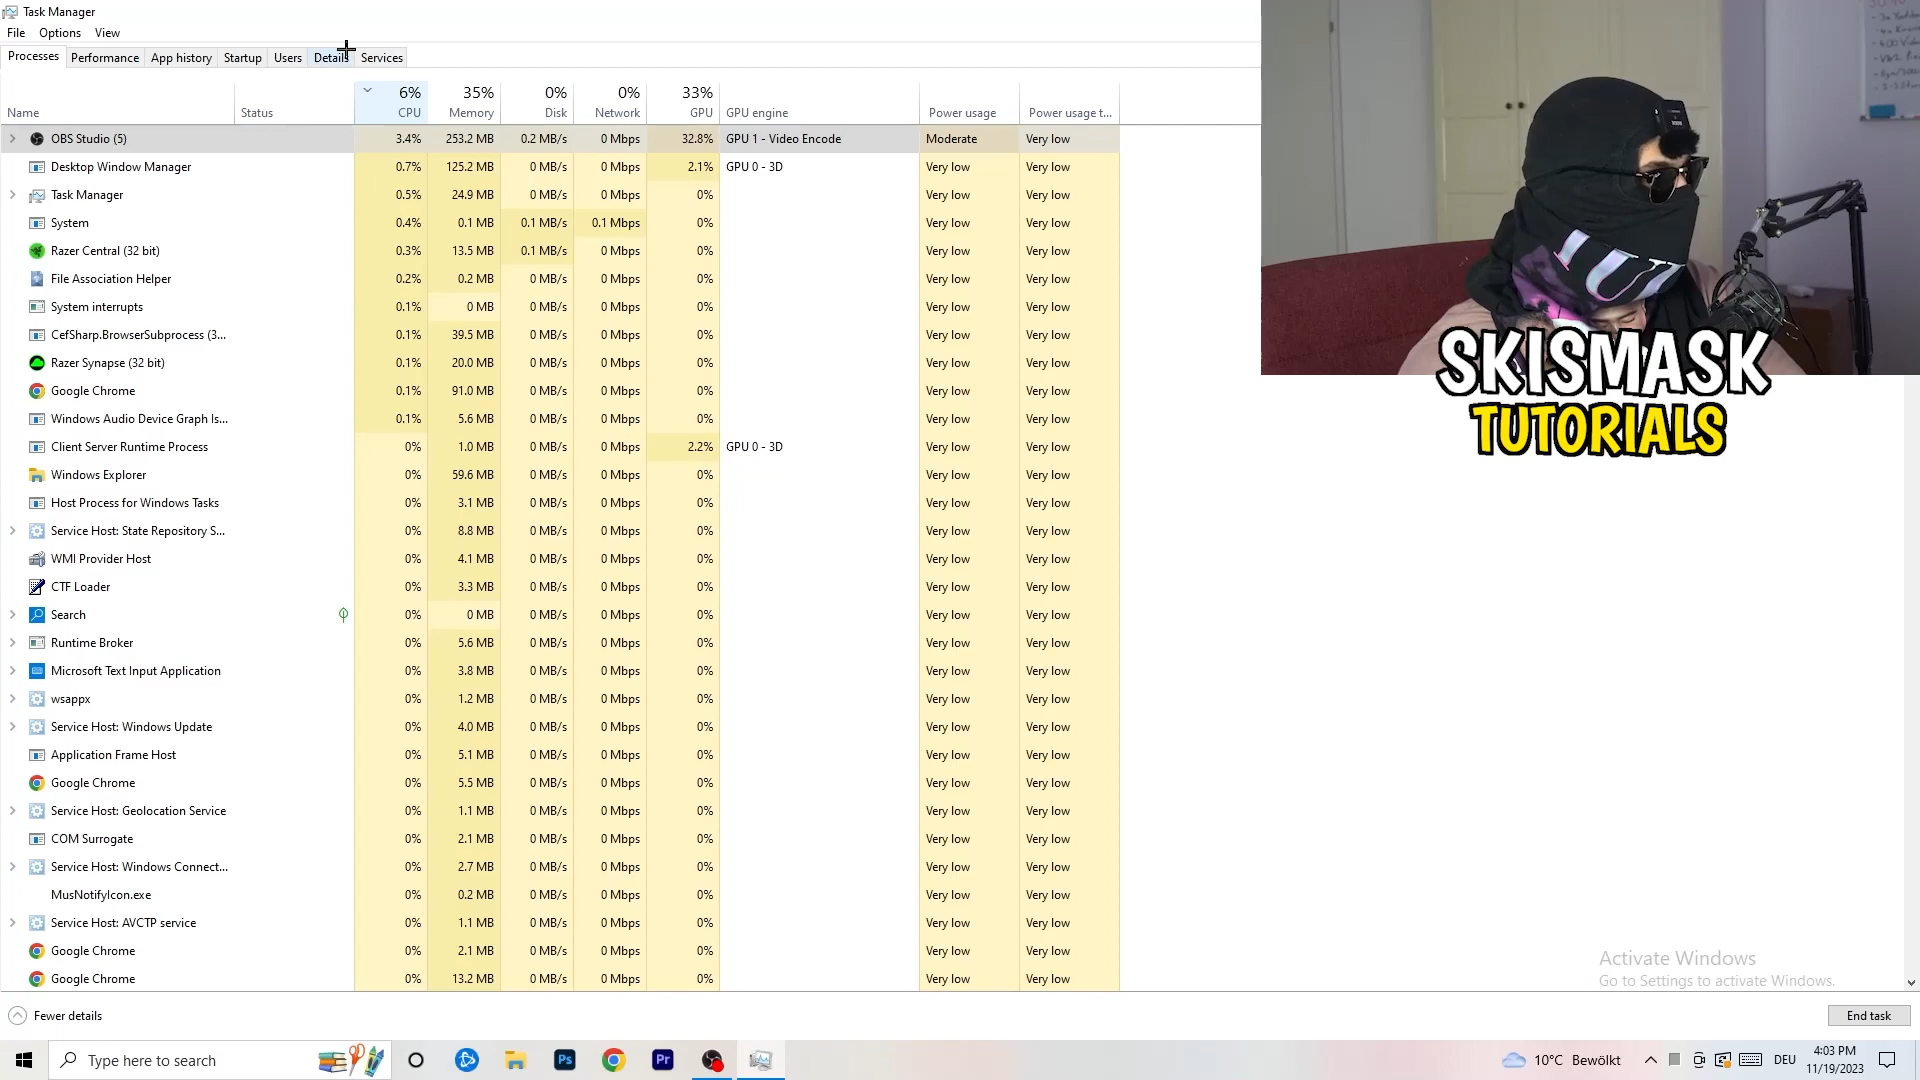 Task Manager
File Options View
Processes Performance App history Startup Users Details Services
6% 35% 0% 0% 33%
Name Status CPU Memory Disk Network GPU GPU engine Power usage Power usage t...
OBS Studio (5) 3.4% 253.2 MB 0.2 MB/s 0 Mbps 32.8% GPU 1 - Video Encode Moderate Very low
Desktop Window Manager 0.7% 125.2 MB 0 MB/s 0 Mbps 2.1% GPU 0 - 3D Very low Very low
Task Manager 0.5% 24.9 MB 0 MB/s 0 Mbps 0% Very low Very low
System 0.4% 0.1 MB 0.1 MB/s 0.1 Mbps 0% Very low Very low
Razer Central (32 bit) 0.3% 13.5 MB 0.1 MB/s 0 Mbps 0% Very low Very low
File Association Helper 0.2% 0.2 MB 0 MB/s 0 Mbps 0% Very low Very low
System interrupts 0.1% 0 MB 0 MB/s 0 Mbps 0% Very low Very low
CefSharp.BrowserSubprocess (3... 0.1% 39.5 MB 0 MB/s 0 Mbps 0% Very low Very low
Razer Synapse (32 bit) 0.1% 20.0 MB 0 MB/s 0 Mbps 0% Very low Very low
Google Chrome 0.1% 91.0 MB 0 MB/s 0 Mbps 0% Very low Very low
Windows Audio Device Graph Is... 0.1% 5.6 MB 0 MB/s 0 Mbps 0% Very low Very low
Client Server Runtime Process 0% 1.0 MB 0 MB/s 0 Mbps 2.2% GPU 0 - 3D Very low Very low
Windows Explorer 0% 59.6 MB 0 MB/s 0 Mbps 0% Very low Very low
Host Process for Windows Tasks 0% 3.1 MB 0 MB/s 0 Mbps 0% Very low Very low
Service Host: State Repository S... 0% 8.8 MB 0 MB/s 0 Mbps 0% Very low Very low
WMI Provider Host 0% 4.1 MB 0 MB/s 0 Mbps 0% Very low Very low
CTF Loader 0% 3.3 MB 0 MB/s 0 Mbps 0% Very low Very low
Search 0% 0 MB 0 MB/s 0 Mbps 0% Very low Very low
Runtime Broker 0% 5.6 MB 0 MB/s 0 Mbps 0% Very low Very low
Microsoft Text Input Application 0% 3.8 MB 0 MB/s 0 Mbps 0% Very low Very low
wsappx 0% 1.2 MB 0 MB/s 0 Mbps 0% Very low Very low
Service Host: Windows Update 0% 4.0 MB 0 MB/s 0 Mbps 0% Very low Very low
Application Frame Host 0% 5.1 MB 0 MB/s 0 Mbps 0% Very low Very low
Google Chrome 0% 5.5 MB 0 MB/s 0 Mbps 0% Very low Very low
Service Host: Geolocation Service 0% 1.1 MB 0 MB/s 0 Mbps 0% Very low Very low
COM Surrogate 0% 2.1 MB 0 MB/s 0 Mbps 0% Very low Very low
Service Host: Windows Connect... 0% 2.7 MB 0 MB/s 0 Mbps 0% Very low Very low
MusNotifyIcon.exe 0% 0.2 MB 0 MB/s 0 Mbps 0% Very low Very low
Service Host: AVCTP service 0% 1.1 MB 0 MB/s 0 Mbps 0% Very low Very low
Google Chrome 0% 2.1 MB 0 MB/s 0 Mbps 0% Very low Very low
Google Chrome 0% 13.2 MB 0 MB/s 0 Mbps 0% Very low Very low
SKISMASK
TUTORIALS
Activate Windows
Go to Settings to activate Windows.
Fewer details
End task
Type here to search
Ps
Pr
10°C Bewölkt
DEU
4:03 PM
11/19/2023